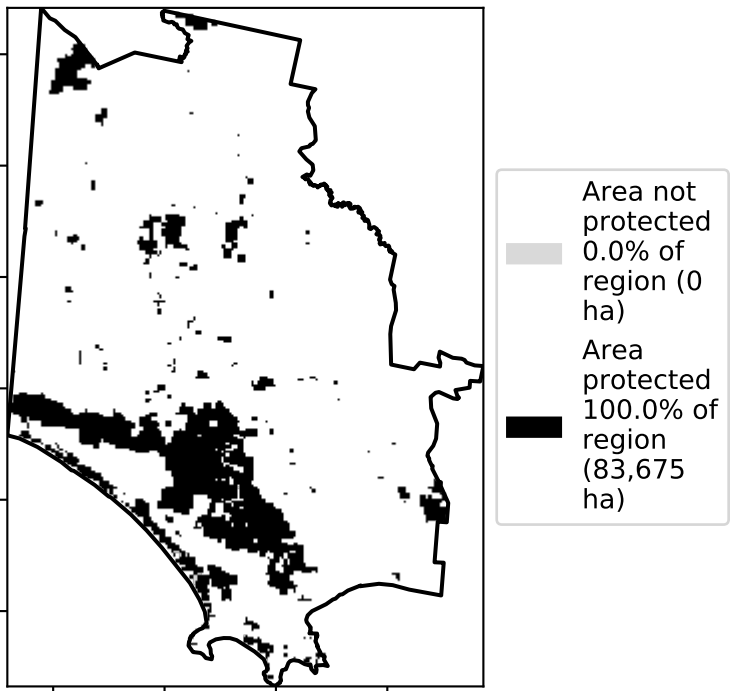 Area not
protected
0.0% of
region (0
ha)
Area
protected
100.0% of
region
(83,675
ha)